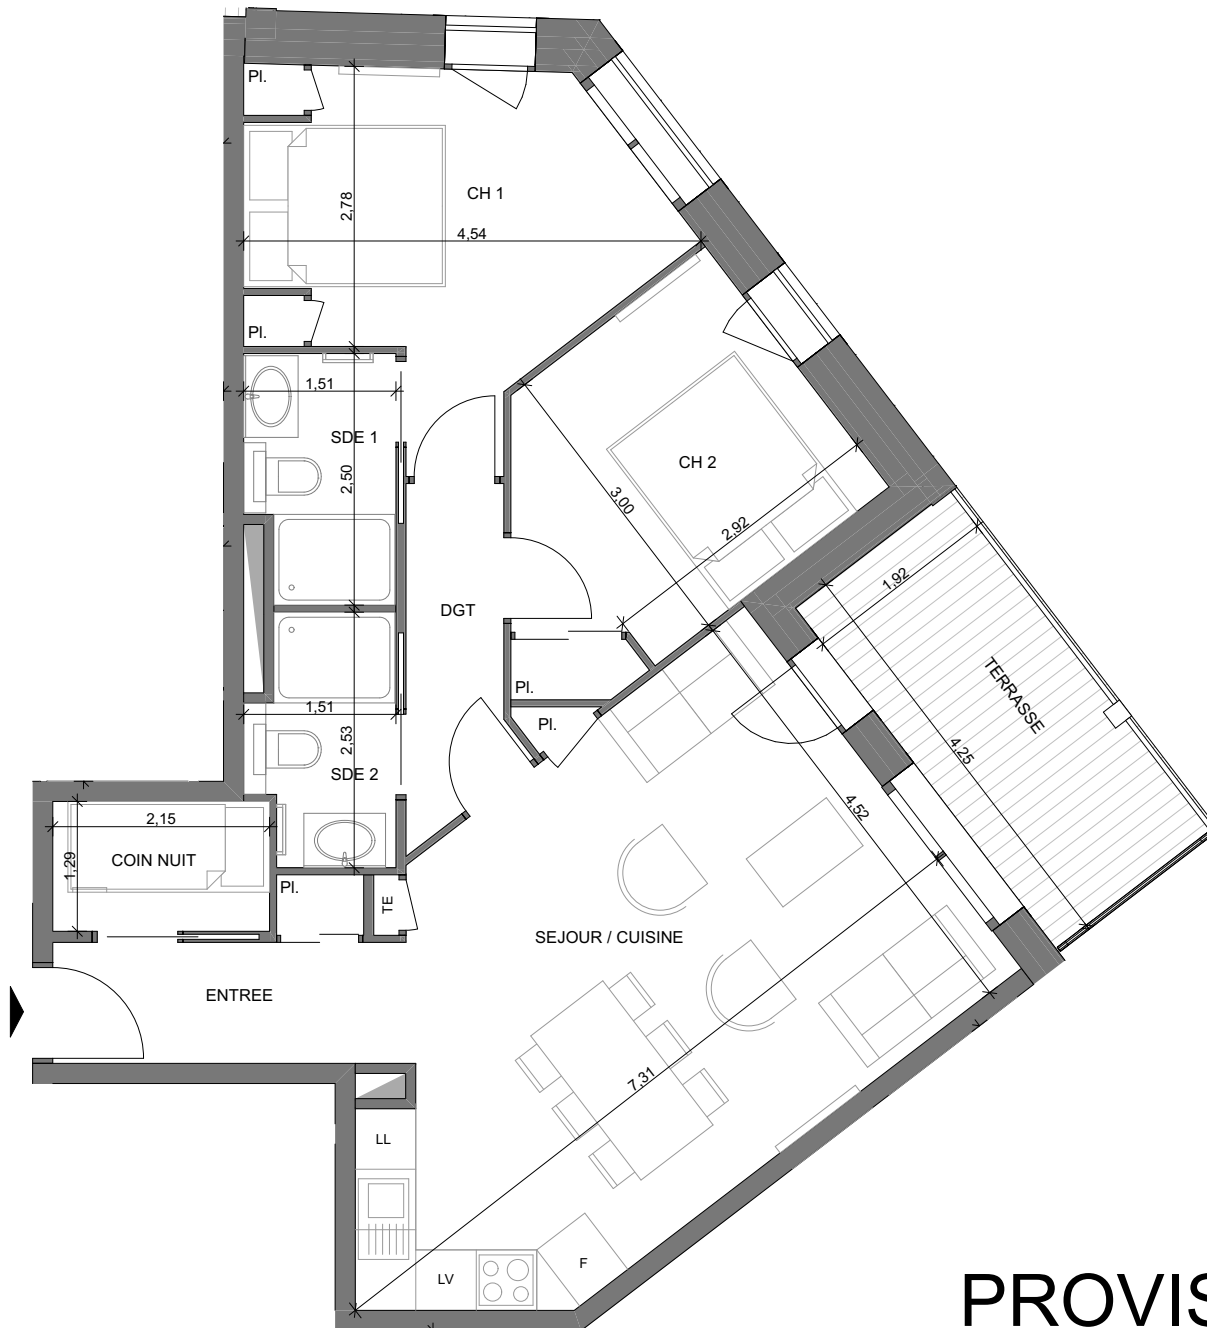 Pl.
CH 1
2,78
4,54
Pl.
1,51
SDE 1
2,50
CH 2
3,00
2,92
1,92
DGT
TERRASSE
4,25
Pl.
Pl.
1,51
2,53
SDE 2
4,52
2,15
1,29
COIN NUIT
Pl.
TE
SEJOUR / CUISINE
ENTREE
7,31
LL
LV
F
PROVIS